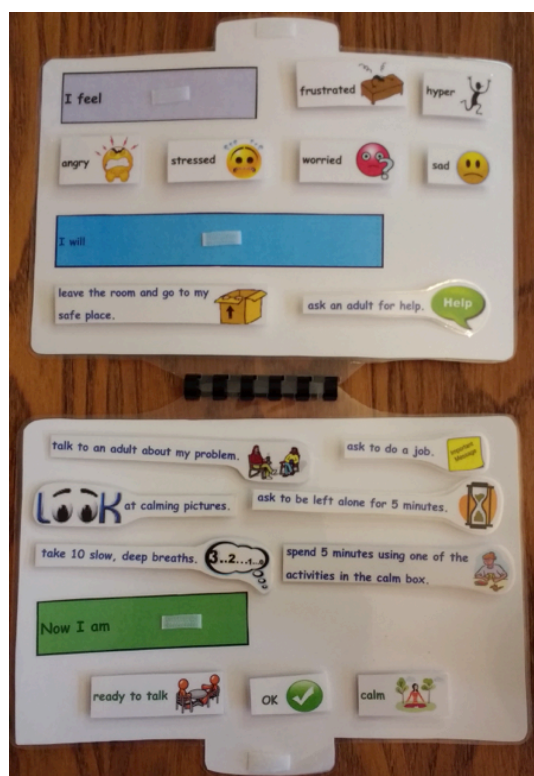 I feel
frustrated
hyper
angry
stressed
worried
sad
I will
leave the room and go to my
safe place.
ask an adult for help.
Help
talk to an adult about my problem.
ask to do a job.
Important
Message
LOOK at calming pictures.
ask to be left alone for 5 minutes.
take 10 slow, deep breaths.
3..2...1...0
spend 5 minutes using one of the
activities in the calm box.
Now I am
ready to talk
OK
calm